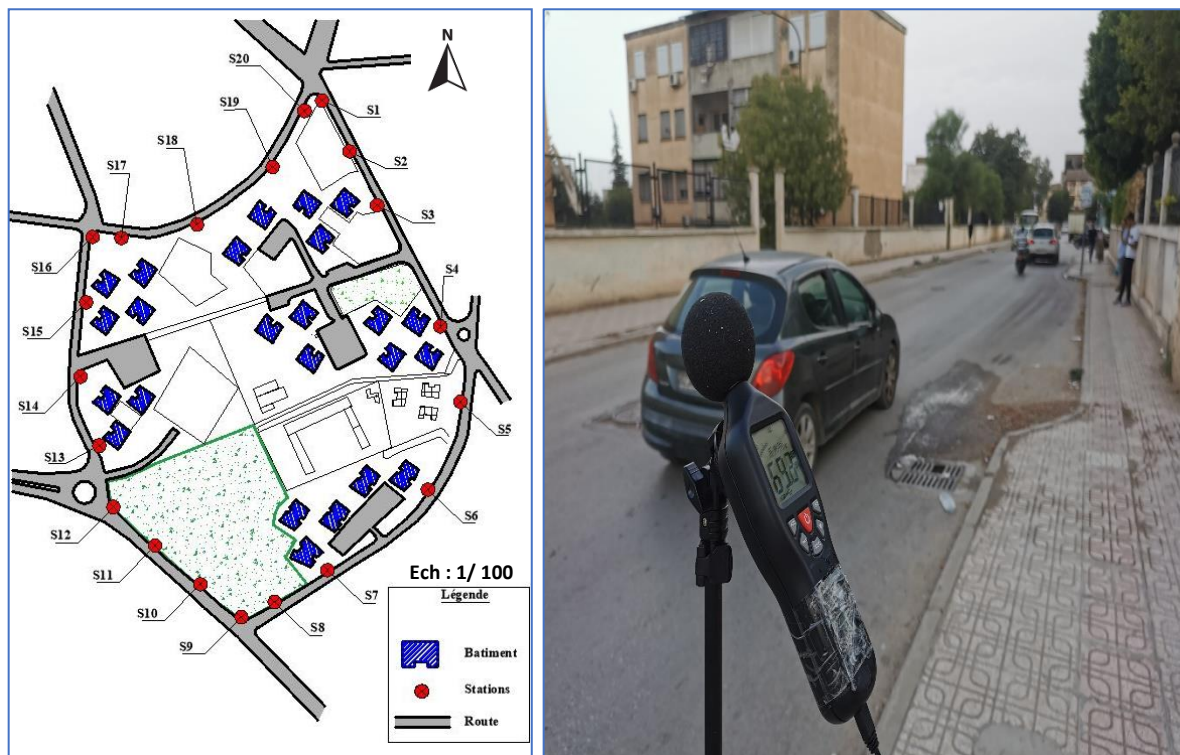 N
S20
S1
S19
S2
S18
S17
S3
S16
S4
S15
S14
S5
S13
S6
S12
S11
S10
S9
S8
S7
Ech : 1/ 100
Légende
Batiment
Stations
Route